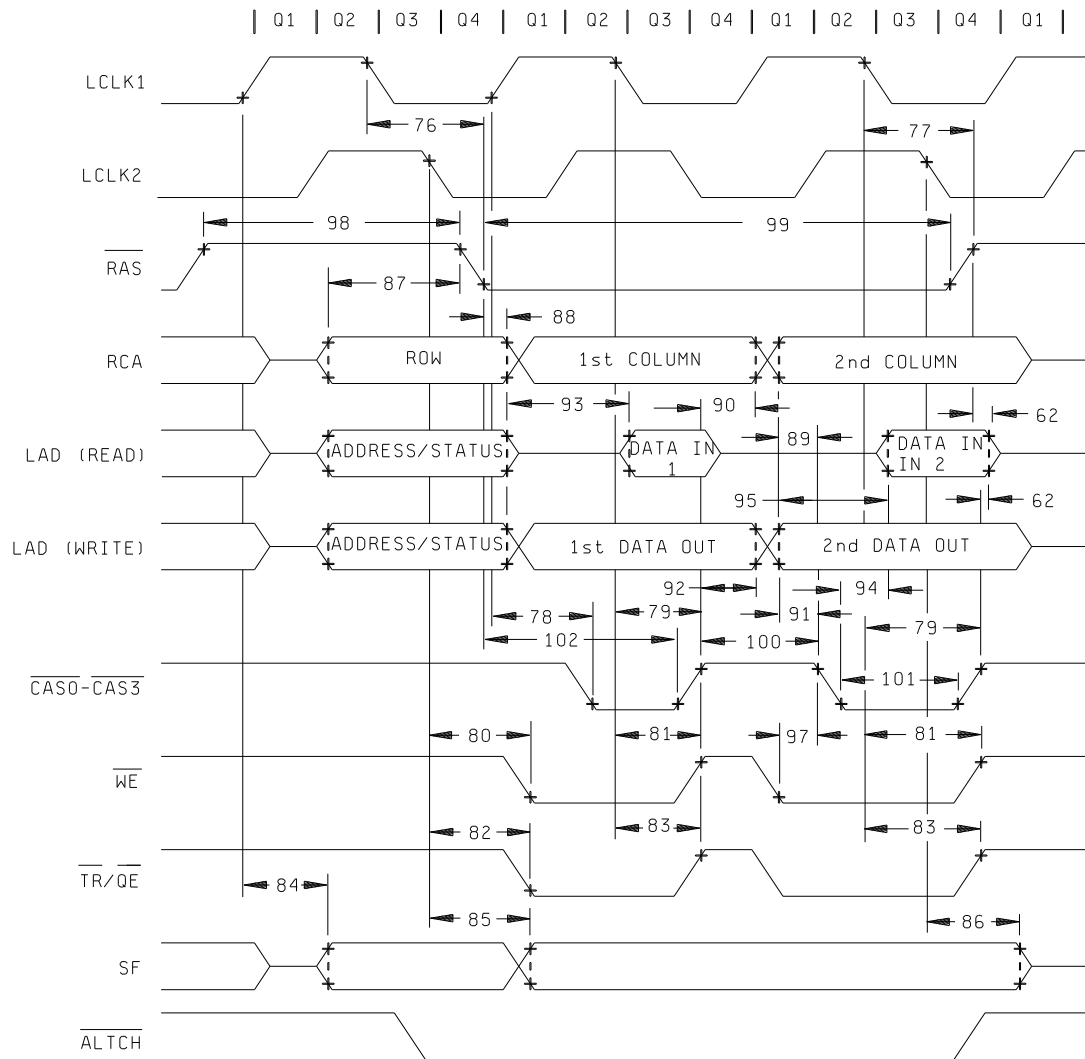 Q1 Q2 Q3 Q4 Q1 Q2 Q3 Q4 Q1 Q2 Q3 Q4 Q1
LCLK1
76 77
LCLK2
98 99
RAS
87
88
RCA ROW 1st COLUMN 2nd COLUMN
93 90 62
89
LAD (READ) ADDRESS/STATUS DATA IN 1 DATA IN IN 2
95 62
LAD (WRITE) ADDRESS/STATUS 1st DATA OUT 2nd DATA OUT
92 94
78 79 91 79
102 100
CAS0-CAS3 101
80 81 97 81
WE
82 83 83
TR/QE
84
85 86
SF
ALTCH